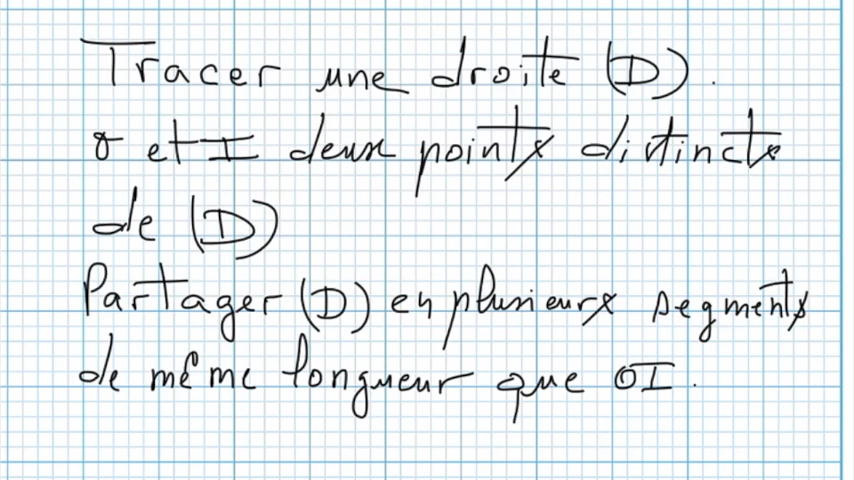 Tracer une droite (D).
O et I deux points distincts
de (D)
Partager (D) en plusieurs segments
de même longueur que OI.